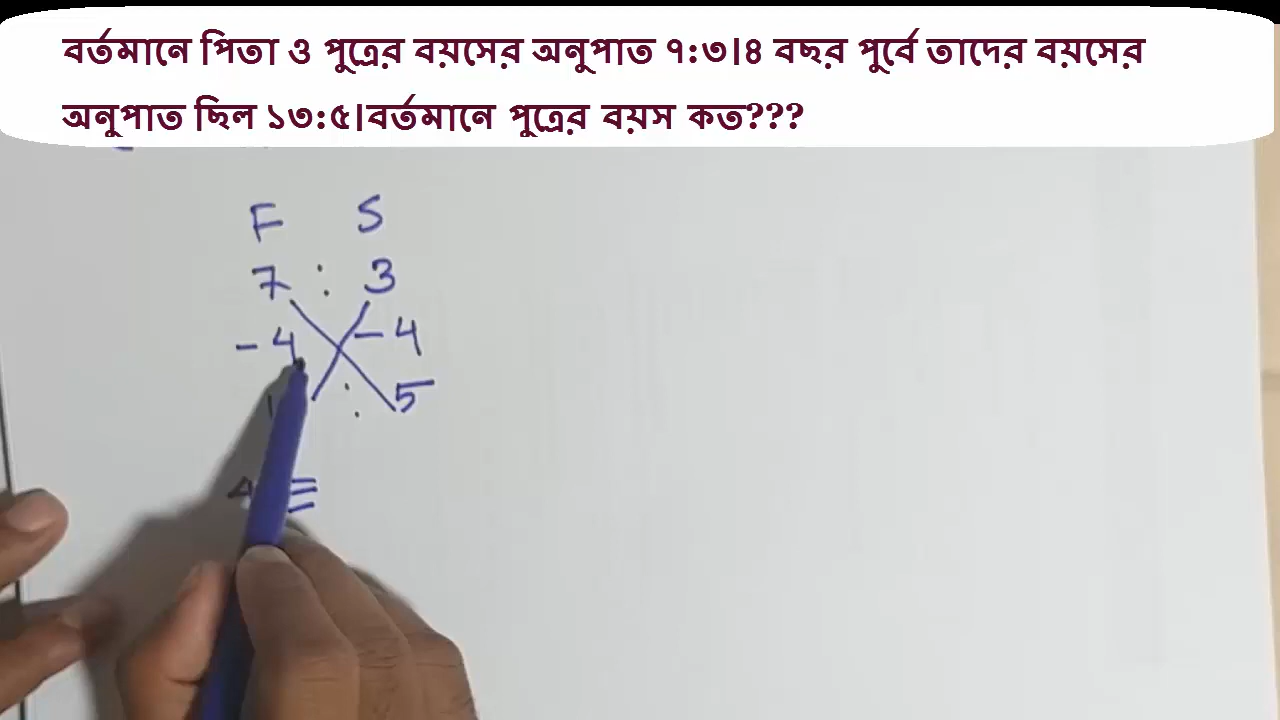 বর্তমানে পিতা ও পুত্রের বয়সের অনুপাত ৭:৩।৪ বছর পুর্বে তাদের বয়সের
অনুপাত ছিল ১৩:৫।বর্তমানে পুত্রের বয়স কত???
F S
7 : 3
- 4 - 4
: 5
4 ≡